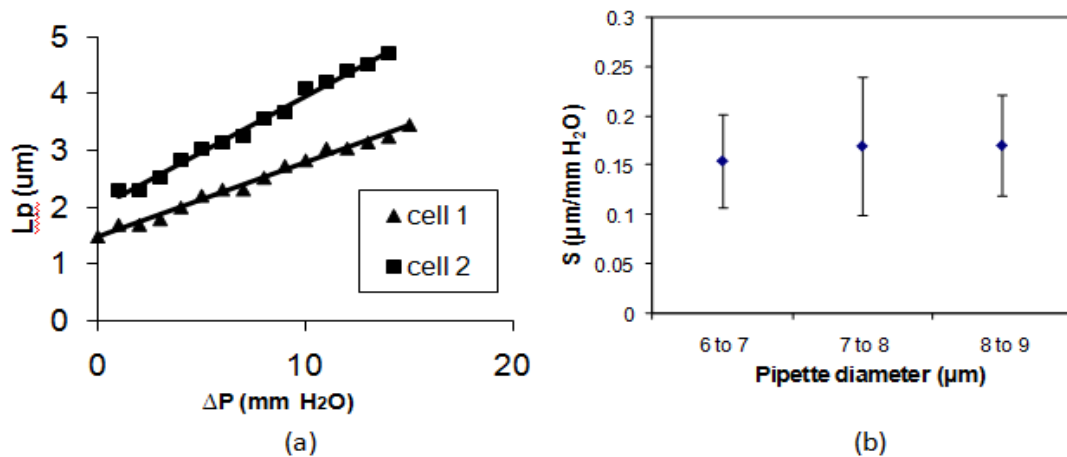 5
4
3
2
1
0
Lp (um)
cell 1
cell 2
0 10 20
ΔP (mm H2O)
(a)
0.3
0.25
0.2
0.15
0.1
0.05
0
S (µm/mm H₂O)
6 to 7 7 to 8 8 to 9
Pipette diameter (µm)
(b)